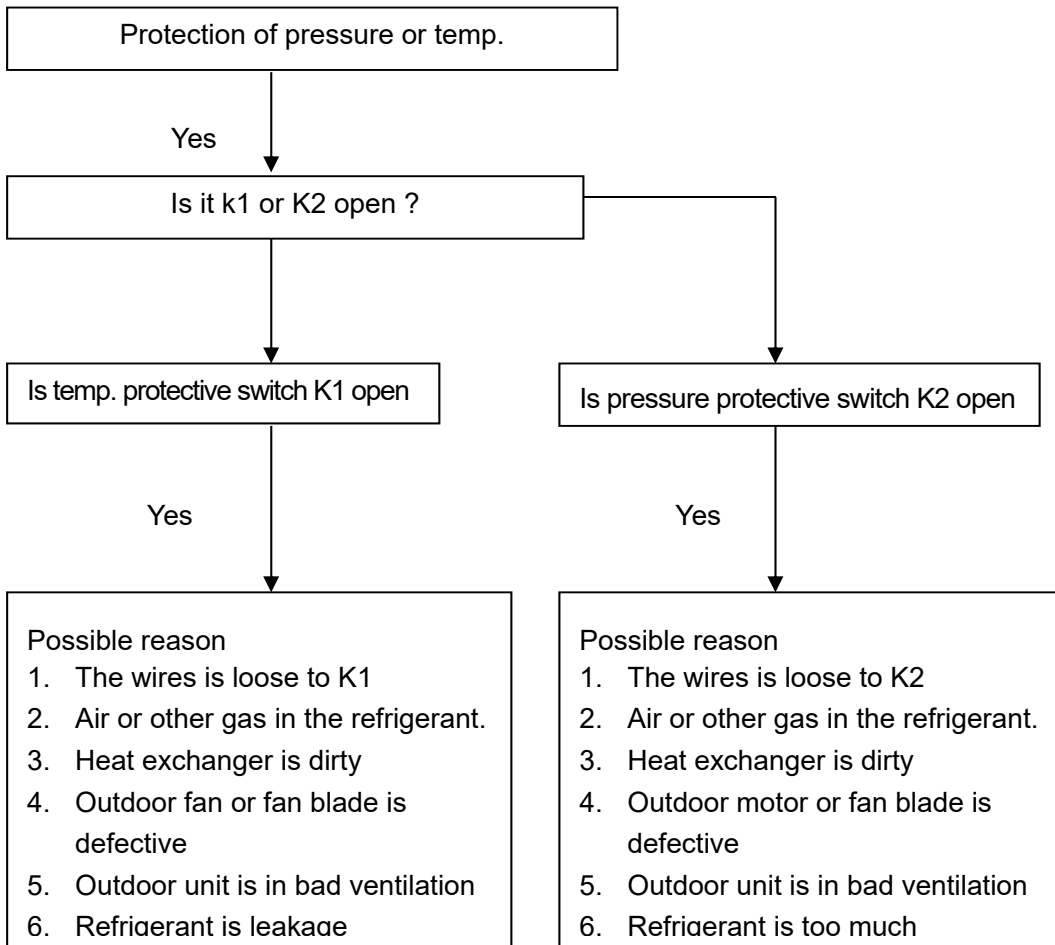 Protection of pressure or temp.
Yes
Is it k1 or K2 open ?
Is temp. protective switch K1 open
Is pressure protective switch K2 open
Yes
Yes
Possible reason
1. The wires is loose to K1
2. Air or other gas in the refrigerant.
3. Heat exchanger is dirty
4. Outdoor fan or fan blade is
defective
5. Outdoor unit is in bad ventilation
6. Refrigerant is leakage
Possible reason
1. The wires is loose to K2
2. Air or other gas in the refrigerant.
3. Heat exchanger is dirty
4. Outdoor motor or fan blade is
defective
5. Outdoor unit is in bad ventilation
6. Refrigerant is too much